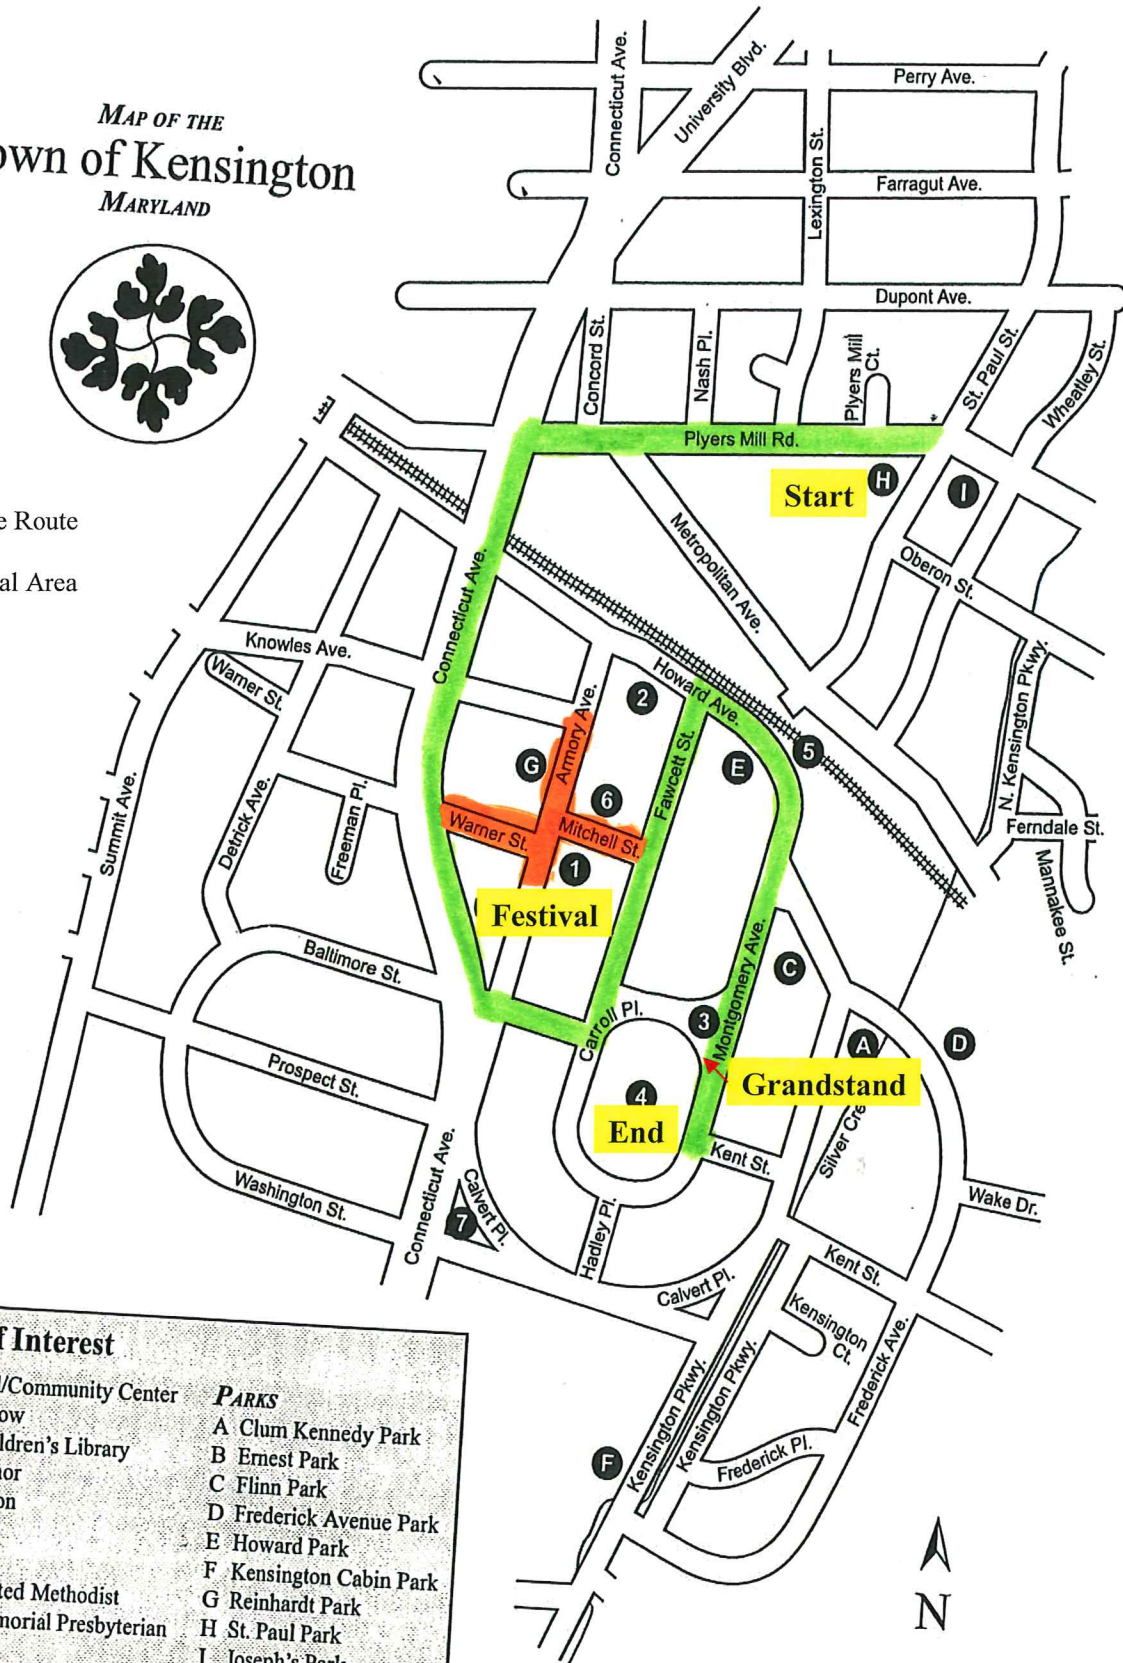 MAP OF THE
own of Kensington
MARYLAND
e Route
al Area
Connecticut Ave.
University Blvd.
Perry Ave.
Lexington St.
Farragut Ave.
Dupont Ave.
Concord St.
Nash Pl.
Plyers Mill
Ct.
St. Paul St.
Wheatley St.
Plyers Mill Rd.
Start
H
I
Metropolitan Ave.
Oberon St.
Connecticut Ave.
Knowles Ave.
Warner St.
Howard Ave.
N. Kensington Pkwy.
2
Armory Ave.
5
G
E
Fawcett St.
6
Summit Ave.
Detrick Ave.
Freeman Pl.
Warner St.
Mitchell St.
1
Ferndale St.
Mannakee St.
Festival
Baltimore St.
Montgomery Ave.
C
Carroll Pl.
3
A
D
Prospect St.
Grandstand
4
End
Silver Cre
Kent St.
Washington St.
Connecticut Ave.
Calvert Pl.
7
Hadley Pl.
Wake Dr.
Kent St.
Calvert Pl.
Kensington
Ct.
Frederick Ave.
Kensington Pkwy.
Kensington Pkwy.
Frederick Pl.
F
N
f Interest
l/Community Center
ow
ldren's Library
nor
on
ted Methodist
morial Presbyterian
PARKS
A Clum Kennedy Park
B Ernest Park
C Flinn Park
D Frederick Avenue Park
E Howard Park
F Kensington Cabin Park
G Reinhardt Park
H St. Paul Park
I Joseph's Park